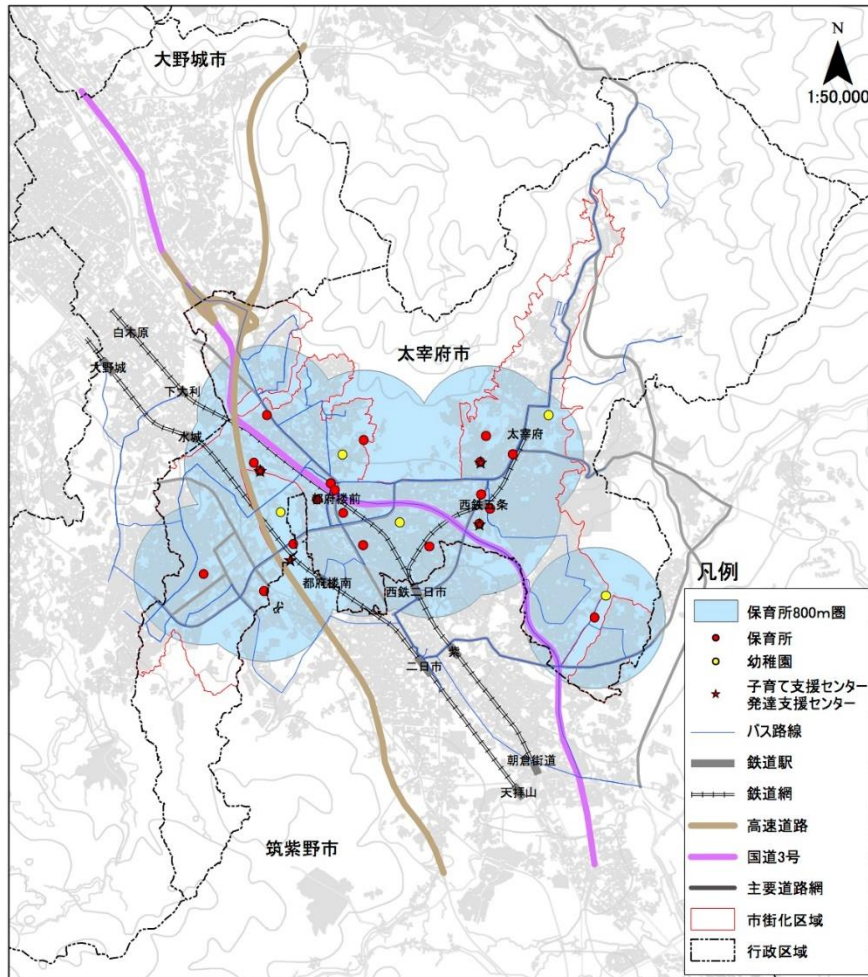 大野城市
N
1:50,000
白木原
大野城
太宰府市
下大利
水城
太宰府
都府楼前
西鉄五条
都府楼南
西鉄二日市
紫
二日市
朝倉街道
天拝山
筑紫野市
凡例
保育所800m圏
保育所
幼稚園
子育て支援センター
発達支援センター
バス路線
鉄道駅
鉄道網
高速道路
国道3号
主要道路網
市街化区域
行政区域